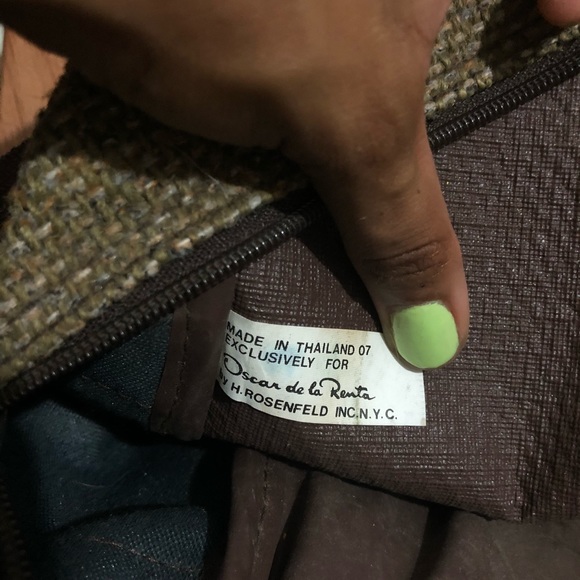 MADE IN THAILAND 07
EXCLUSIVELY FOR
Oscar de la Renta
by H. ROSENFELD INC.N.Y.C.